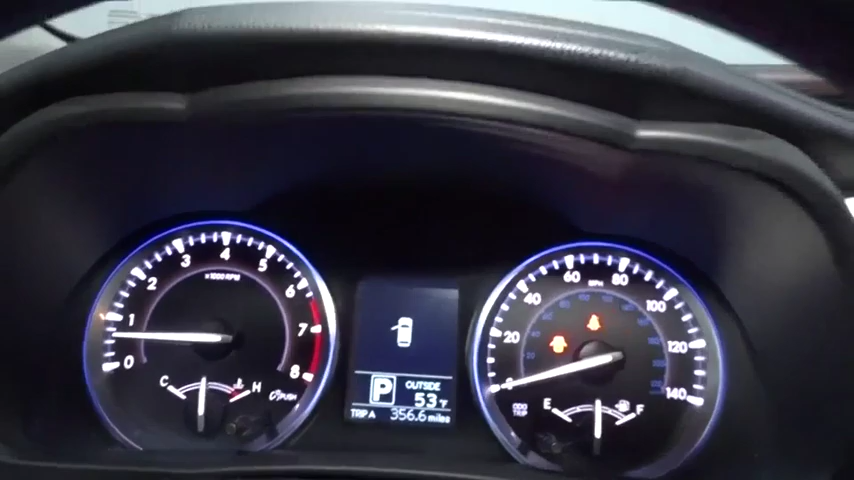 0 1 2 3 4 5 6 7 8
x1000 RPM
C H
PUSH
P
OUTSIDE
53°F
TRIP A 356.6 miles
0 20 40 60 80 100 120 140
MPH
ODO
TRIP
E F